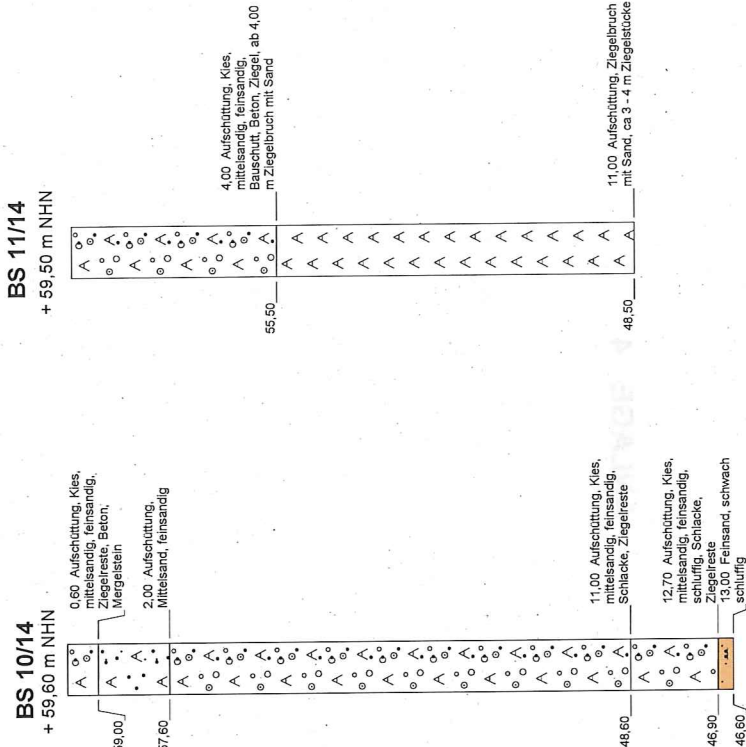 BS 10/14
+ 59,60 m NHN
0,60 Aufschüttung, Kies,
mittelsandig, feinsandig,
Ziegelreste, Beton,
Mergelstein
2,00 Aufschüttung,
Mittelsand, feinsandig
11,00 Aufschüttung, Kies,
mittelsandig, feinsandig,
Schlacke, Ziegelreste
12,70 Aufschüttung, Kies,
mittelsandig, feinsandig,
schluffig, Schlacke,
Ziegelreste
13,00 Feinsand, schwach
schluffig
59,00
57,60
48,60
46,90
46,60
BS 11/14
+ 59,50 m NHN
4,00 Aufschüttung, Kies,
mittelsandig, feinsandig,
Bauschutt, Beton, Ziegel, ab 4,00
m Ziegelbruch mit Sand
11,00 Aufschüttung, Ziegelbruch
mit Sand, ca 3 - 4 m Ziegelstücke
55,50
48,50